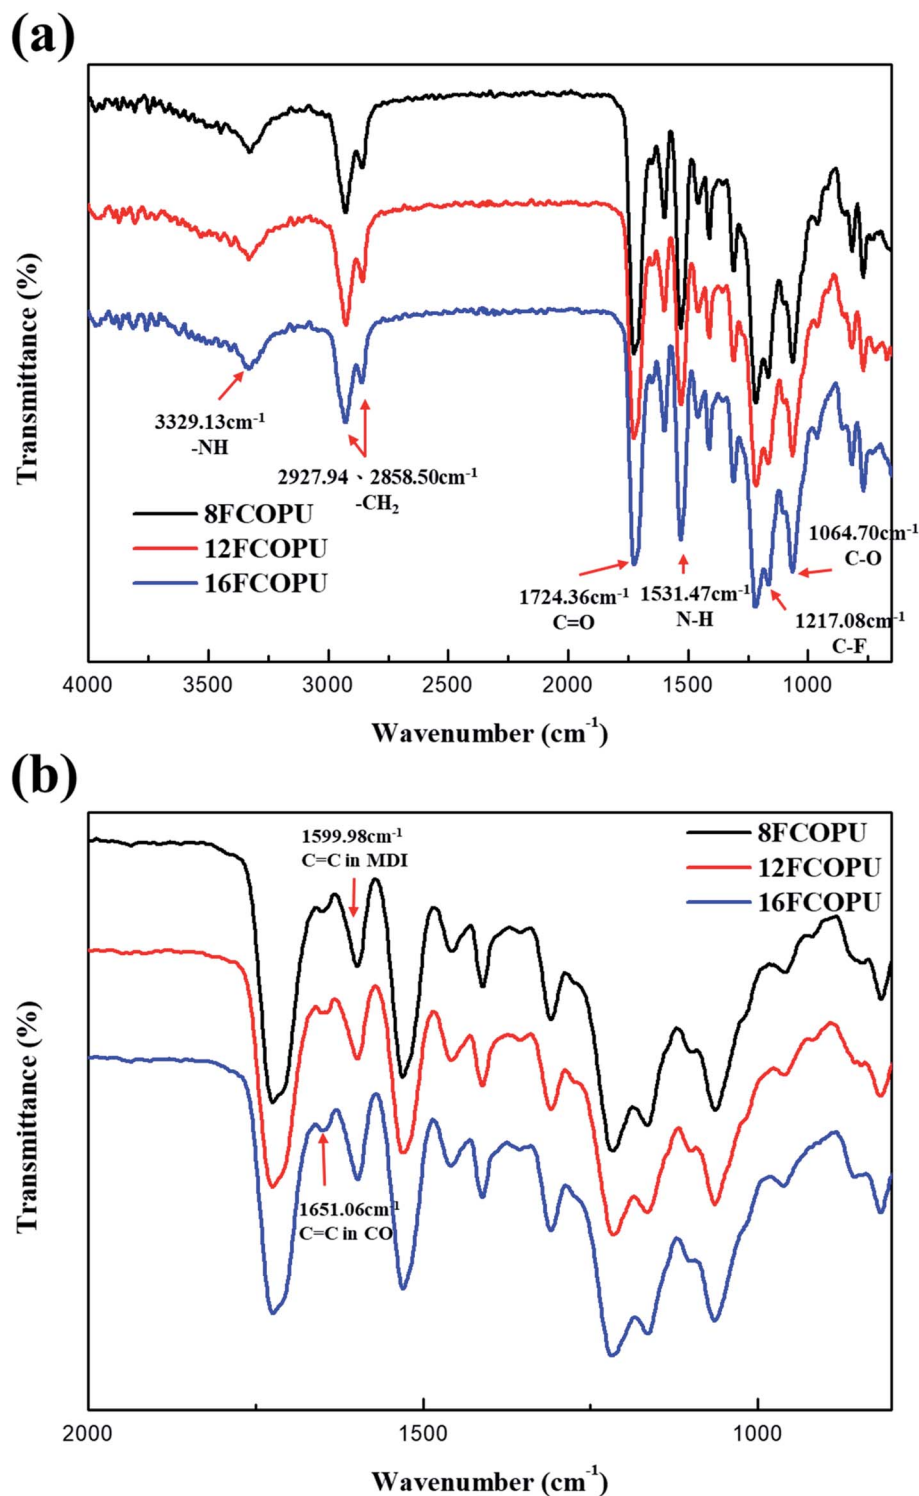 (a)
Transmittance (%)
3329.13cm⁻¹
-NH
2927.94、2858.50cm⁻¹
-CH₂
8FCOPU
12FCOPU
16FCOPU
1724.36cm⁻¹
C=O
1531.47cm⁻¹
N-H
1064.70cm⁻¹
C-O
1217.08cm⁻¹
C-F
4000 3500 3000 2500 2000 1500 1000
Wavenumber (cm⁻¹)
(b)
Transmittance (%)
1599.98cm⁻¹
C=C in MDI
8FCOPU
12FCOPU
16FCOPU
1651.06cm⁻¹
C=C in CO
2000 1500 1000
Wavenumber (cm⁻¹)